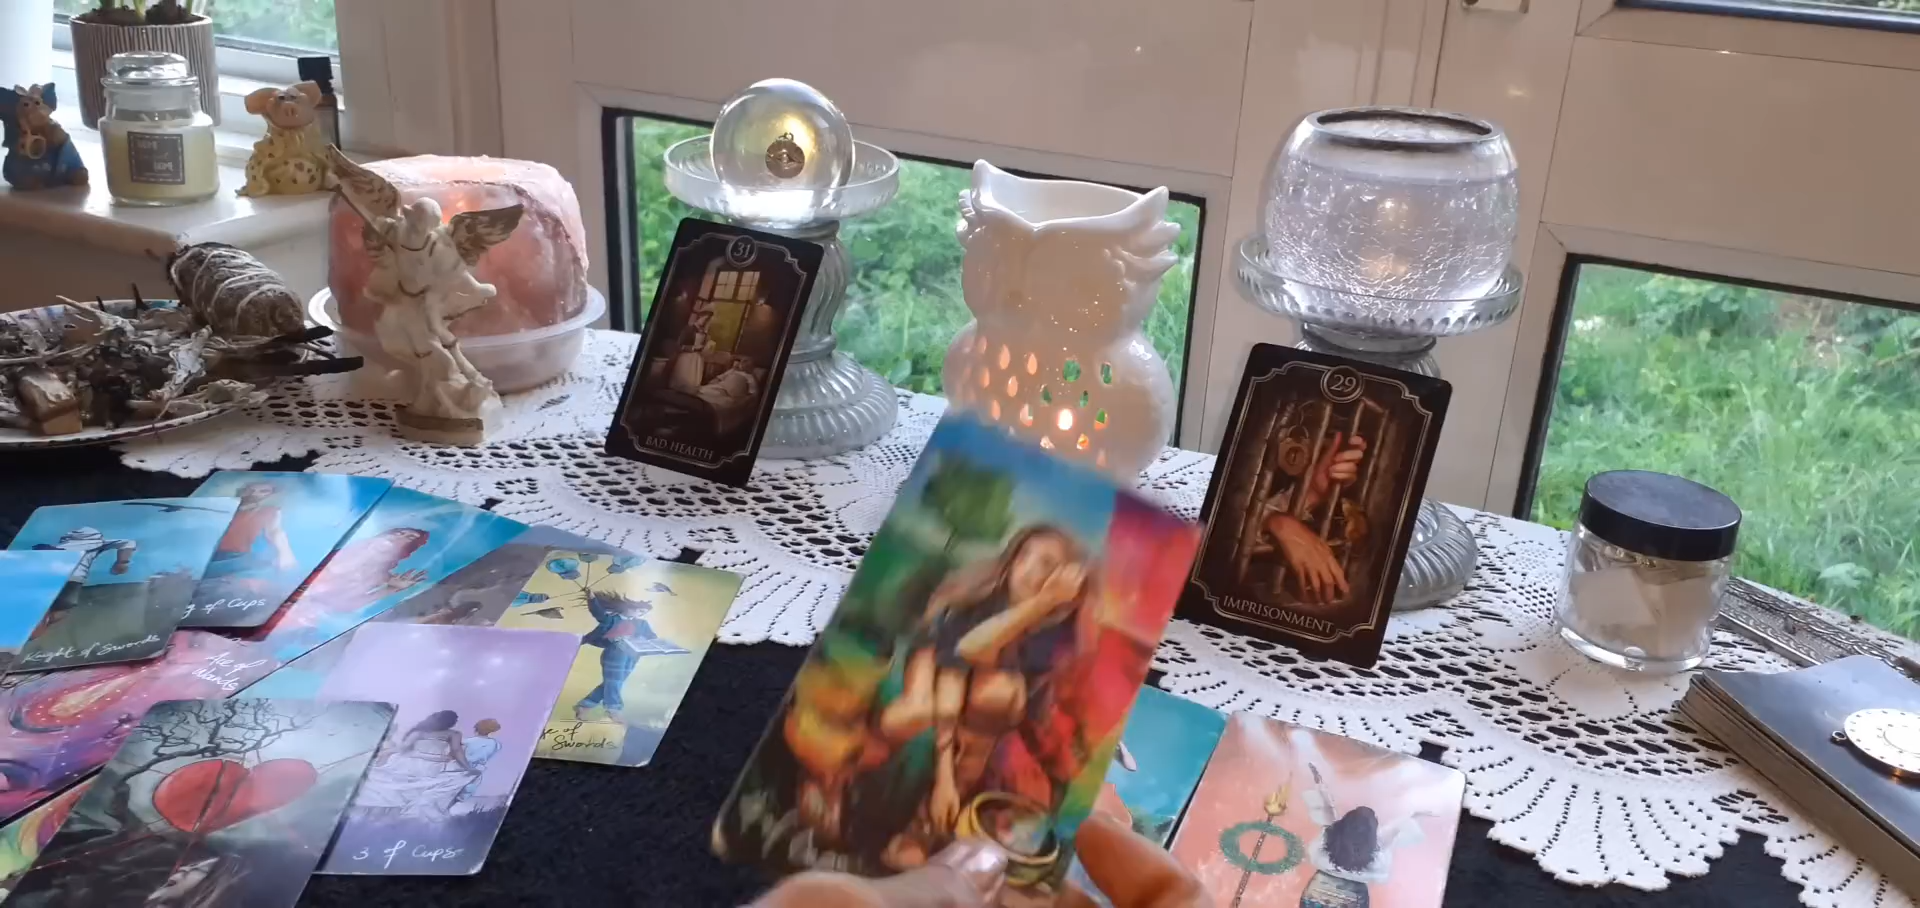 31
BAD HEALTH
29
IMPRISONMENT
g of Cups
Knight of Swords
Ace of
Wands
of
Swords
3 of Cups